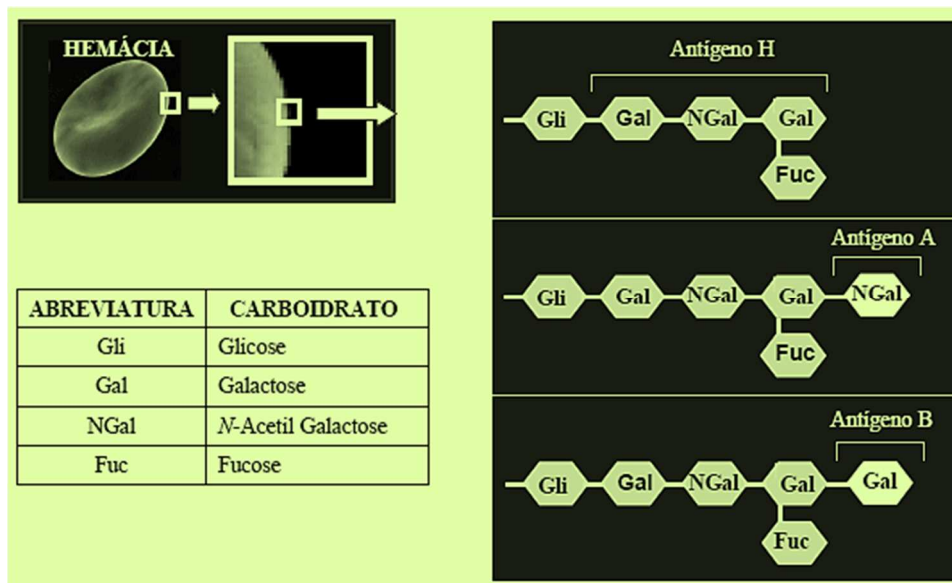 HEMÁCIA
Antígeno H
Gli Gal NGal Gal
Fuc
Antígeno A
Gli Gal NGal Gal NGal
Fuc
Antígeno B
Gli Gal NGal Gal Gal
Fuc
ABREVIATURA CARBOIDRATO
Gli Glicose
Gal Galactose
NGal N-Acetil Galactose
Fuc Fucose